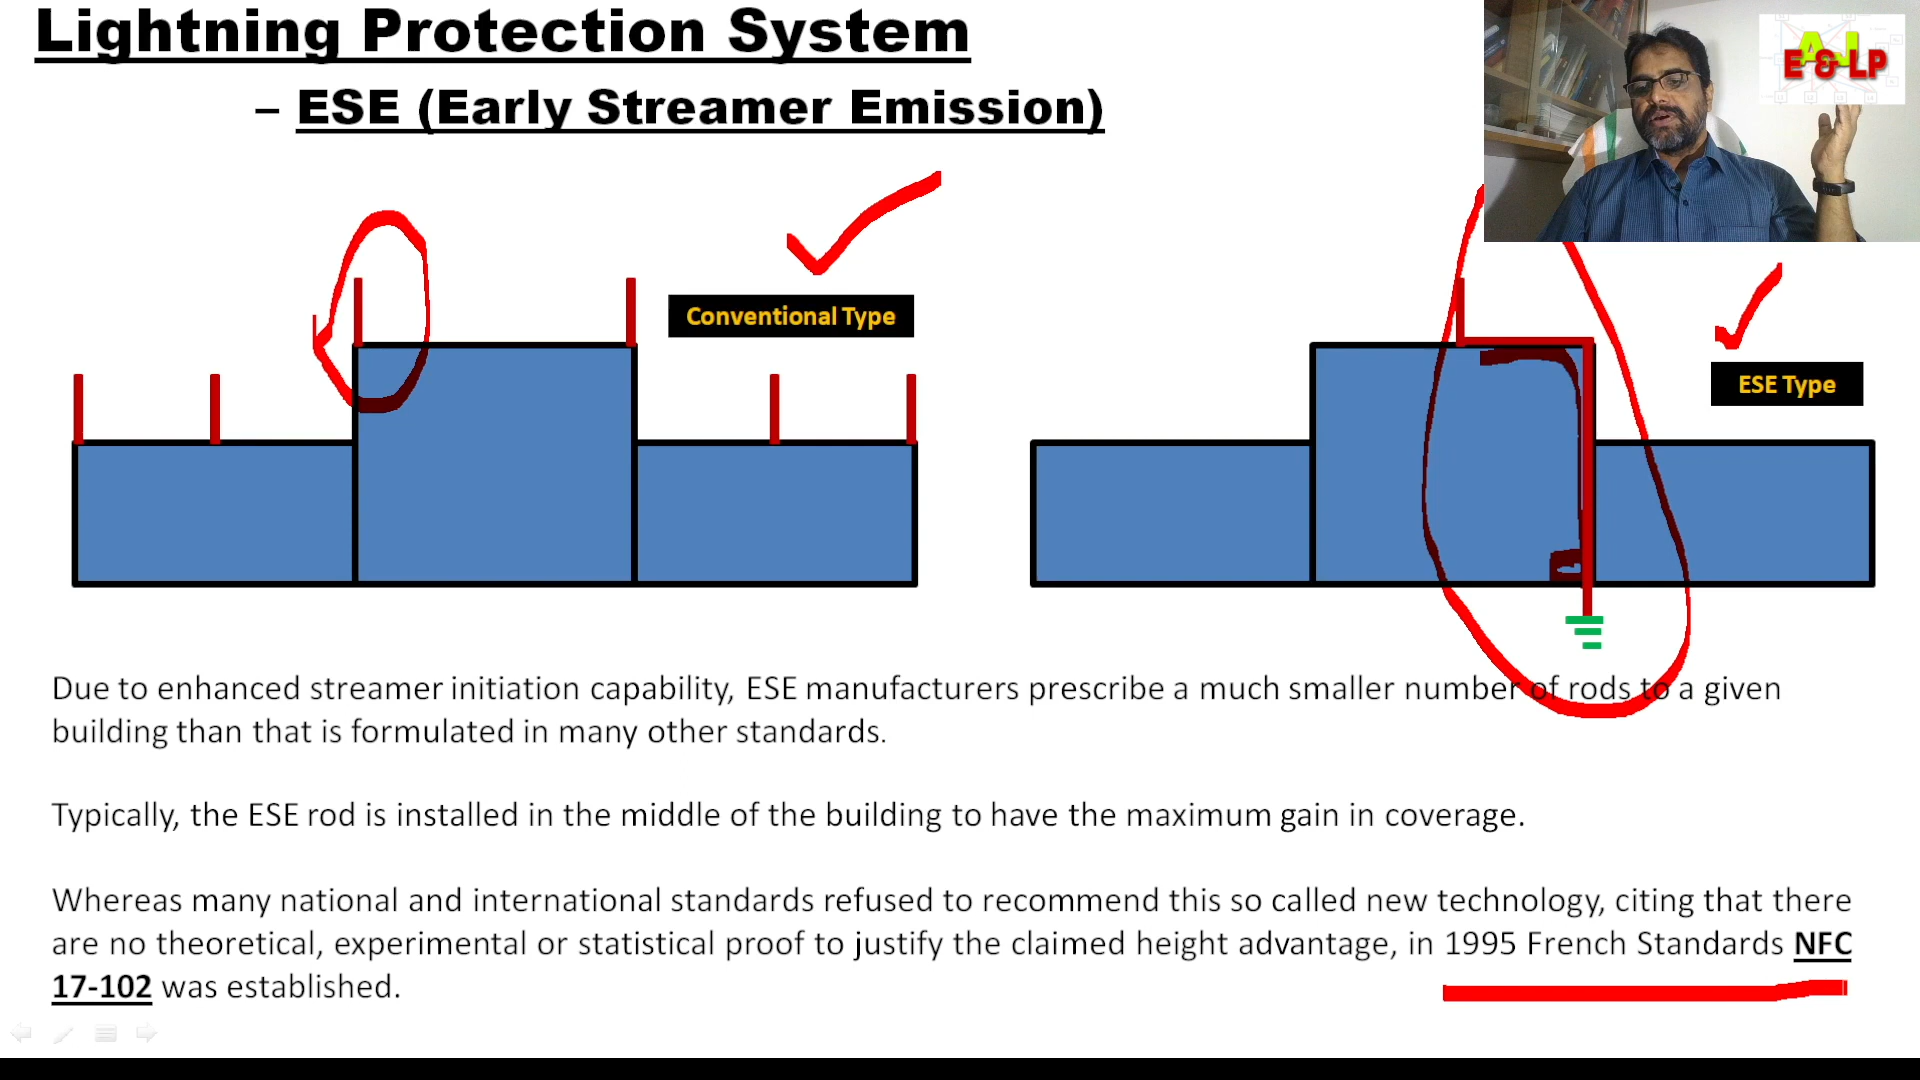 Lightning Protection System
– ESE (Early Streamer Emission)
AJ
E & LP
Conventional Type
ESE Type
Due to enhanced streamer initiation capability, ESE manufacturers prescribe a much smaller number of rods to a given
building than that is formulated in many other standards.
Typically, the ESE rod is installed in the middle of the building to have the maximum gain in coverage.
Whereas many national and international standards refused to recommend this so called new technology, citing that there
are no theoretical, experimental or statistical proof to justify the claimed height advantage, in 1995 French Standards NFC
17-102 was established.